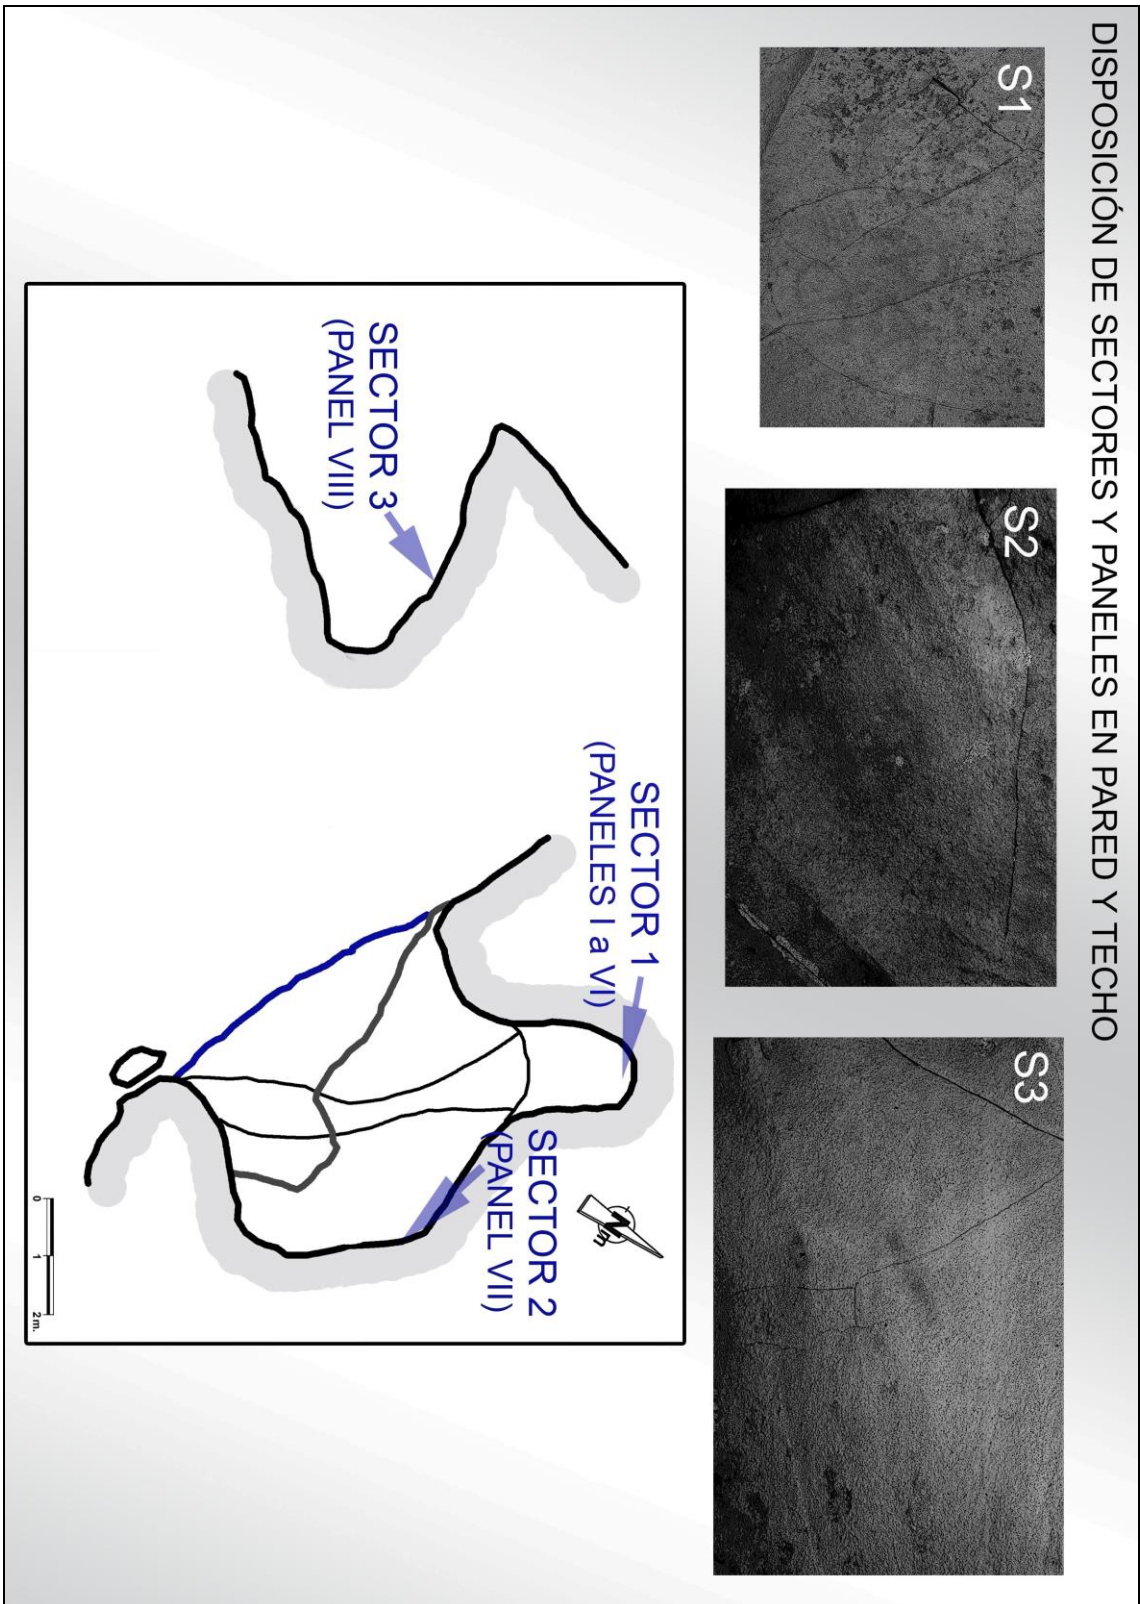 DISPOSICIÓN DE SECTORES Y PANELES EN PARED Y TECHO
S1
S2
S3
SECTOR 1
(PANELES I a VI)
SECTOR 3
(PANEL VIII)
SECTOR 2
(PANEL VII)
N
0 1 2m.